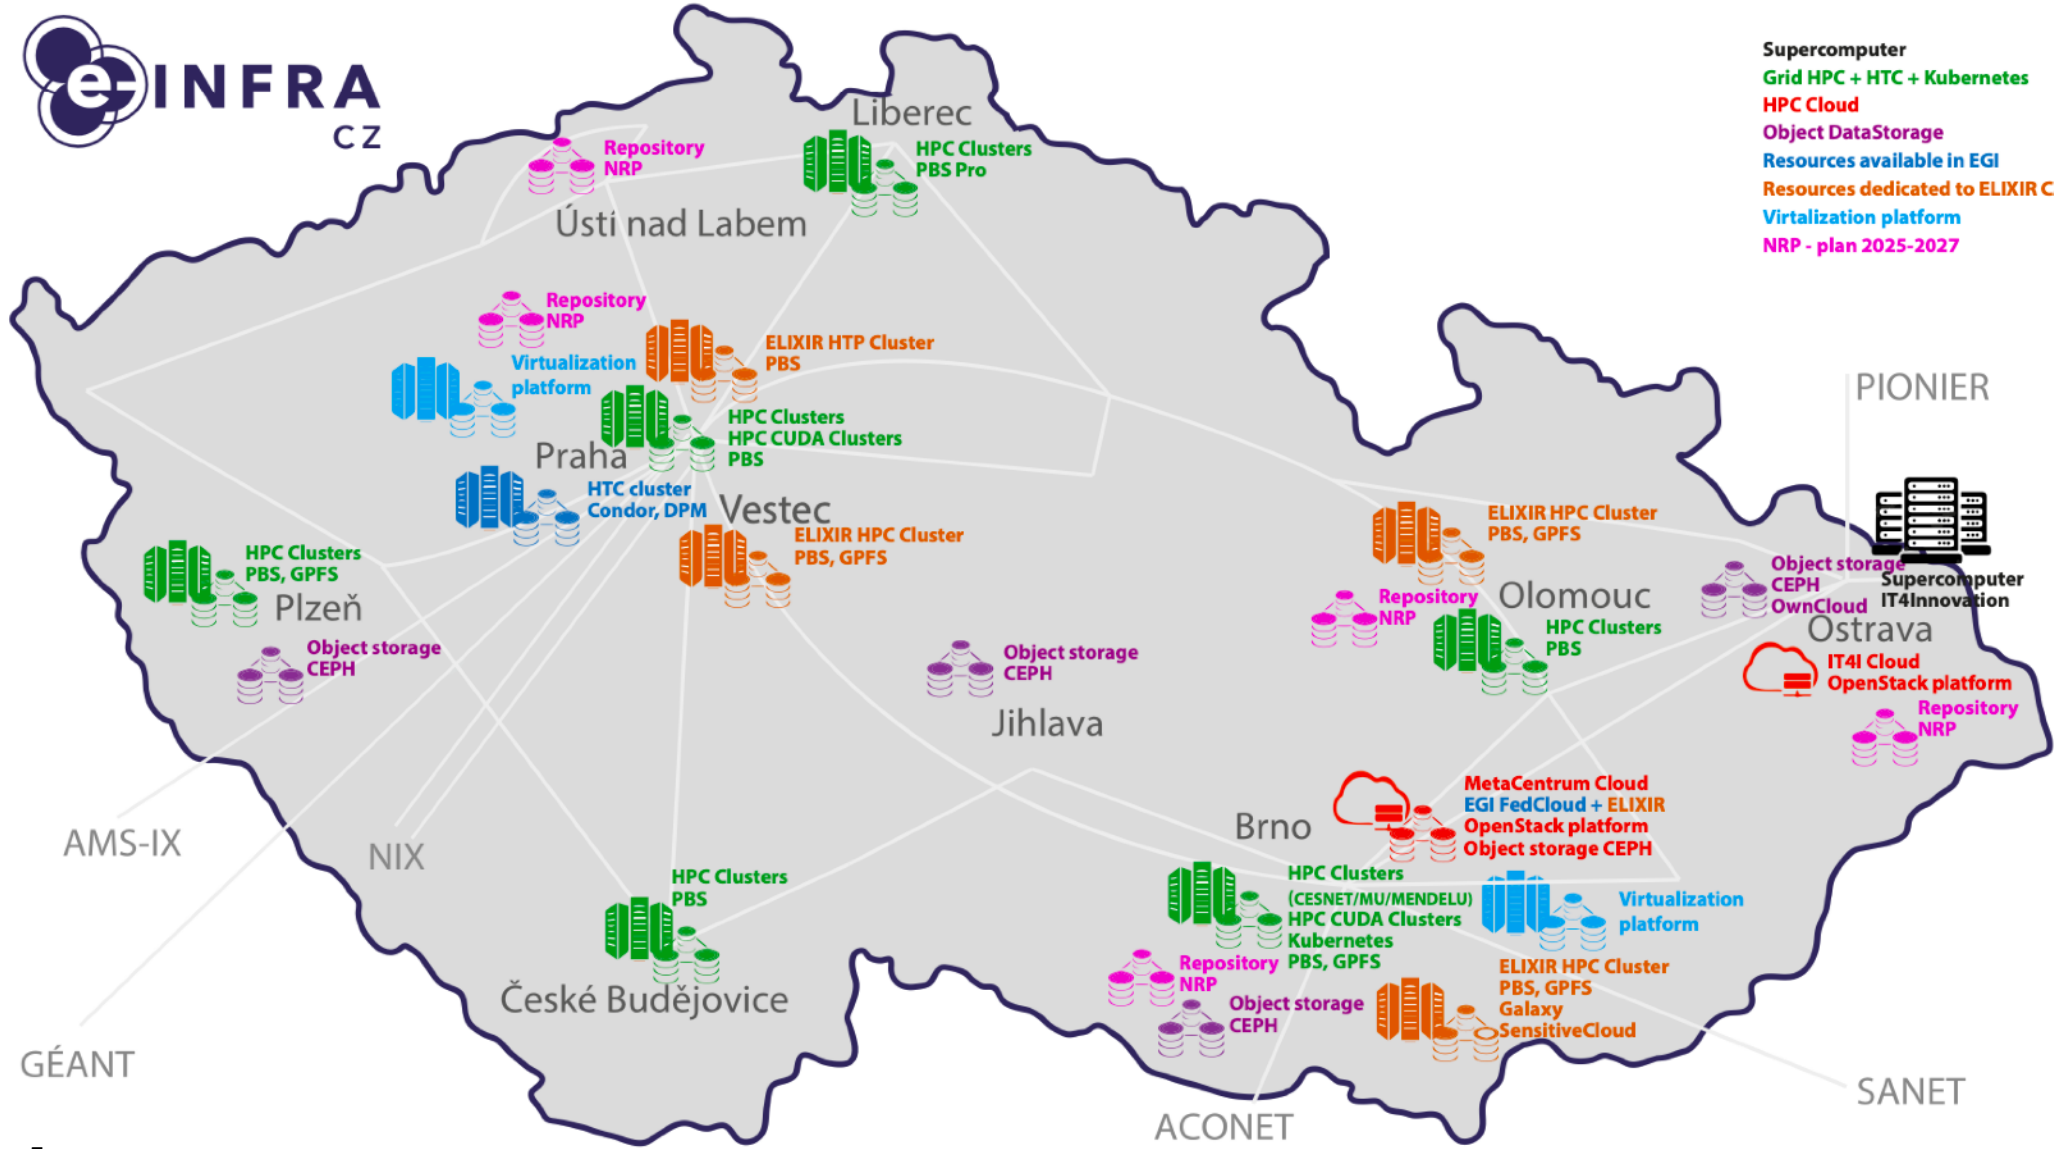 e-INFRA
CZ
Supercomputer
Grid HPC + HTC + Kubernetes
HPC Cloud
Object DataStorage
Resources available in EGI
Resources dedicated to ELIXIR C
Virtalization platform
NRP - plan 2025-2027
Liberec
HPC Clusters
PBS Pro
Repository
NRP
Ústí nad Labem
Repository
NRP
Virtualization
platform
ELIXIR HTP Cluster
PBS
HPC Clusters
HPC CUDA Clusters
PBS
Praha
HTC cluster
Condor, DPM
Vestec
ELIXIR HPC Cluster
PBS, GPFS
HPC Clusters
PBS, GPFS
Plzeň
Object storage
CEPH
Object storage
CEPH
Jihlava
ELIXIR HPC Cluster
PBS, GPFS
Repository
NRP
Olomouc
HPC Clusters
PBS
PIONIER
Object storage
CEPH
OwnCloud
Supercomputer
IT4Innovation
Ostrava
IT4I Cloud
OpenStack platform
Repository
NRP
MetaCentrum Cloud
EGI FedCloud + ELIXIR
OpenStack platform
Object storage CEPH
Brno
HPC Clusters
(CESNET/MU/MENDELU)
HPC CUDA Clusters
Kubernetes
PBS, GPFS
Virtualization
platform
Repository
NRP
Object storage
CEPH
ELIXIR HPC Cluster
PBS, GPFS
Galaxy
SensitiveCloud
HPC Clusters
PBS
České Budějovice
AMS-IX
NIX
GÉANT
ACONET
SANET